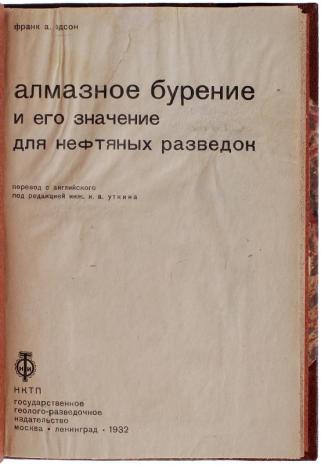 франк а. эдсон
алмазное бурение
и его значение
для нефтяных разведок
перевод с английского
под редакцией инж. н. а. уткина
НКТП
государственное
геолого-разведочное
издательство
москва • ленинград • 1932